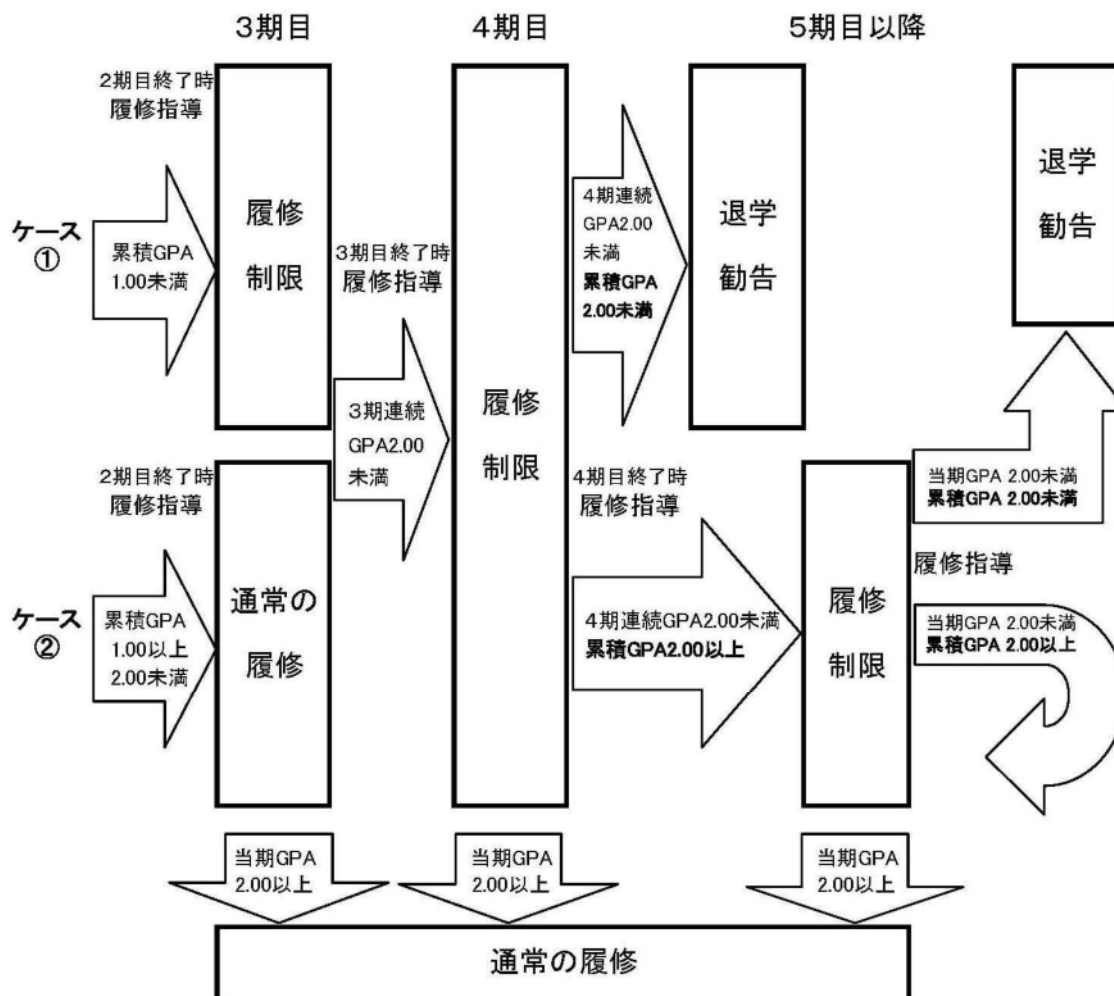 3期目
4期目
5期目以降
2期目終了時
履修指導
ケース
①
累積GPA
1.00未満
履修
制限
3期目終了時
履修指導
3期連続
GPA2.00
未満
履修
制限
4期連続
GPA2.00
未満
累積GPA
2.00未満
退学
勧告
退学
勧告
2期目終了時
履修指導
ケース
②
累積GPA
1.00以上
2.00未満
通常の
履修
4期目終了時
履修指導
4期連続GPA2.00未満
累積GPA2.00以上
履修
制限
当期GPA 2.00未満
累積GPA 2.00未満
履修指導
当期GPA 2.00未満
累積GPA 2.00以上
当期GPA
2.00以上
当期GPA
2.00以上
当期GPA
2.00以上
通常の履修